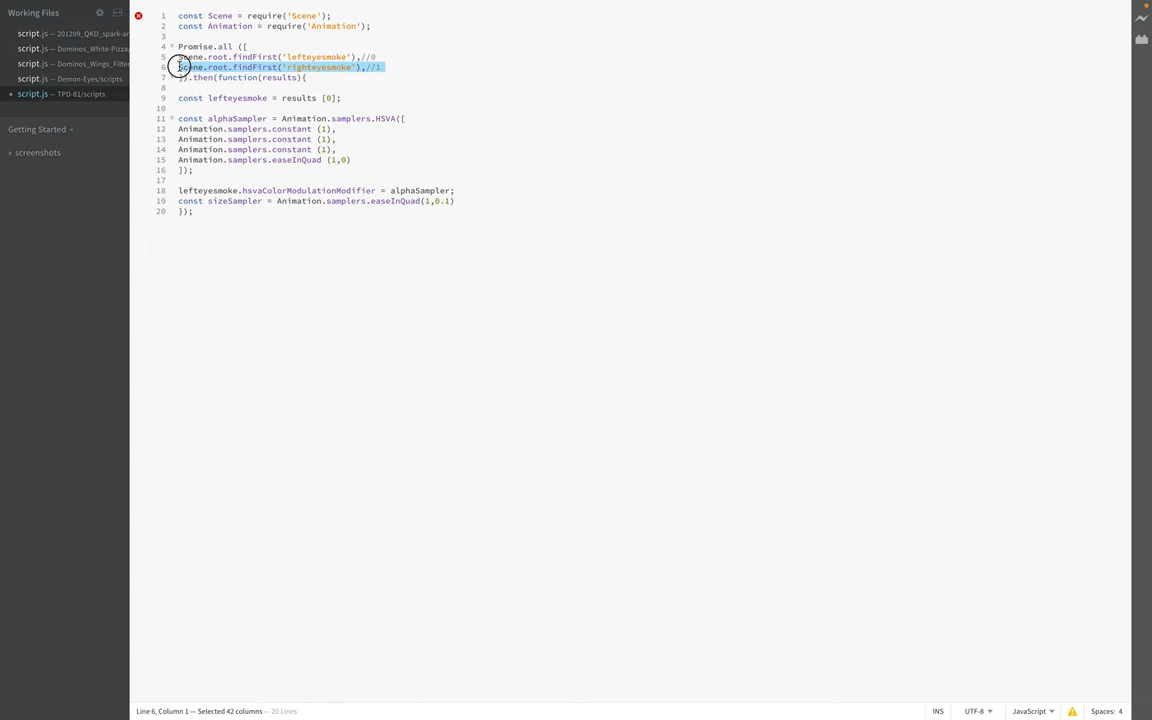 Working Files
script.js — 201209_QKD_spark-ar
script.js — Dominos_White-Pizza
script.js — Dominos_Wings_Filter
script.js — Demon-Eyes/scripts
script.js — TPD-81/scripts
Getting Started
screenshots
1 const Scene = require('Scene');
2 const Animation = require('Animation');
3
4 Promise.all ([
5 Scene.root.findFirst('lefteyesmoke'),//0
6 Scene.root.findFirst('righteyesmoke'),//1
7 ]).then(function(results){
8
9 const lefteyesmoke = results [0];
10
11 const alphaSampler = Animation.samplers.HSVA([
12 Animation.samplers.constant (1),
13 Animation.samplers.constant (1),
14 Animation.samplers.constant (1),
15 Animation.samplers.easeInQuad (1,0)
16 ]);
17
18 lefteyesmoke.hsvaColorModulationModifier = alphaSampler;
19 const sizeSampler = Animation.samplers.easeInQuad(1,0.1)
20 });
Line 6, Column 1 — Selected 42 columns — 20 Lines INS UTF-8 JavaScript Spaces: 4